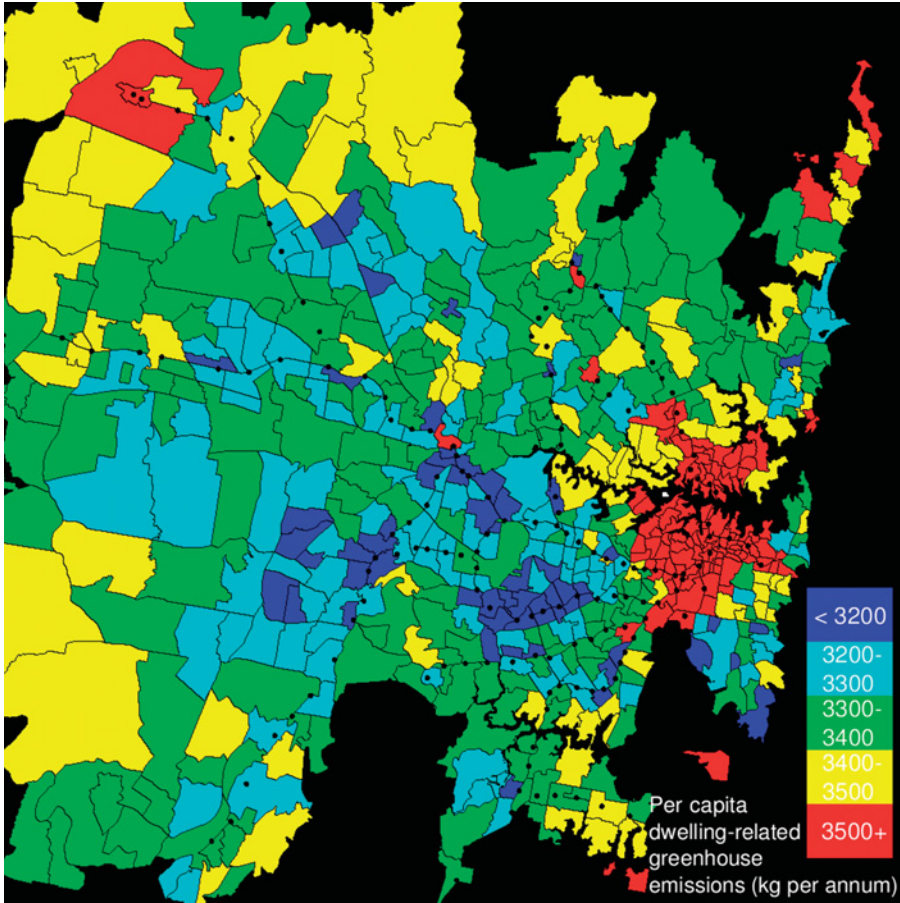 < 3200
3200-
3300
3300-
3400
3400-
3500
3500+
Per capita
dwelling-related
greenhouse
emissions (kg per annum)